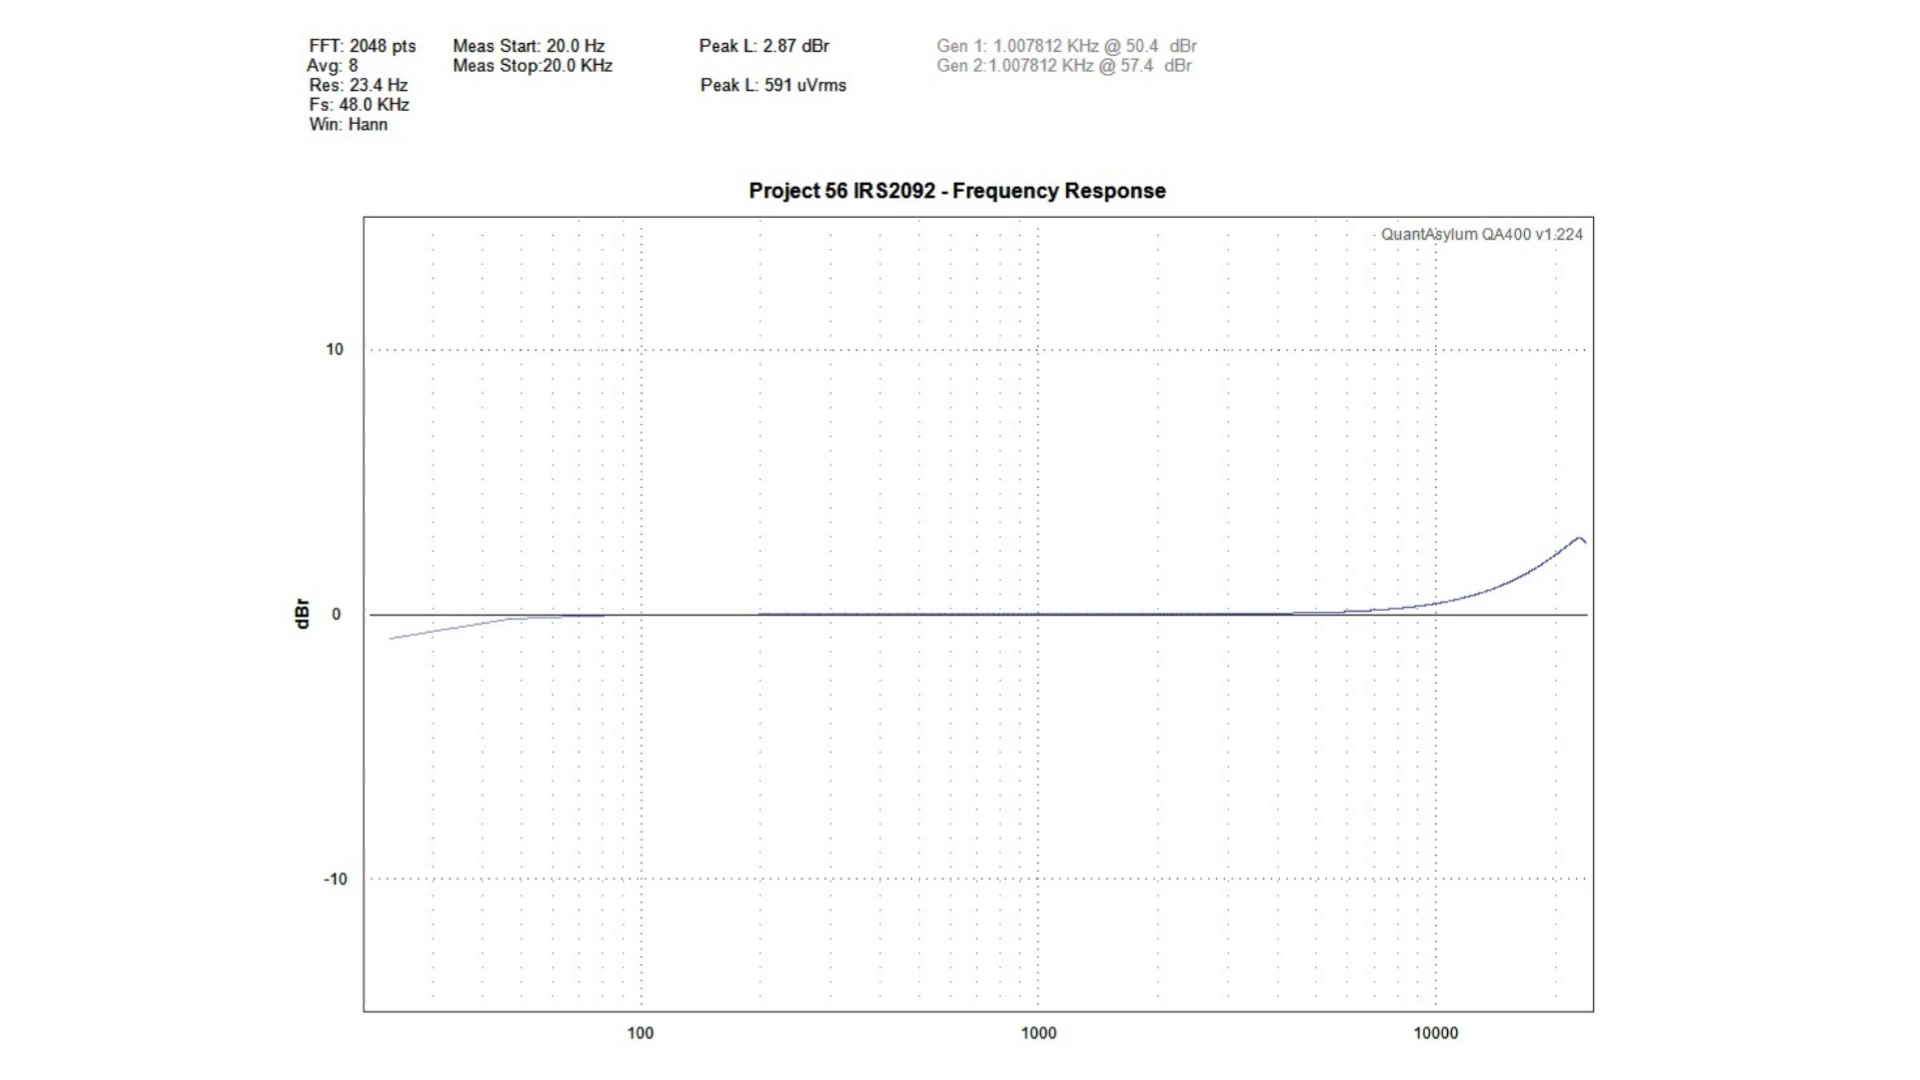 FFT: 2048 pts
Avg: 8
Res: 23.4 Hz
Fs: 48.0 KHz
Win: Hann
Meas Start: 20.0 Hz
Meas Stop:20.0 KHz
Peak L: 2.87 dBr
Peak L: 591 uVrms
Gen 1: 1.007812 KHz @ 50.4 dBr
Gen 2:1.007812 KHz @ 57.4 dBr
Project 56 IRS2092 - Frequency Response
QuantAsylum QA400 v1.224
10
dBr
0
-10
100
1000
10000